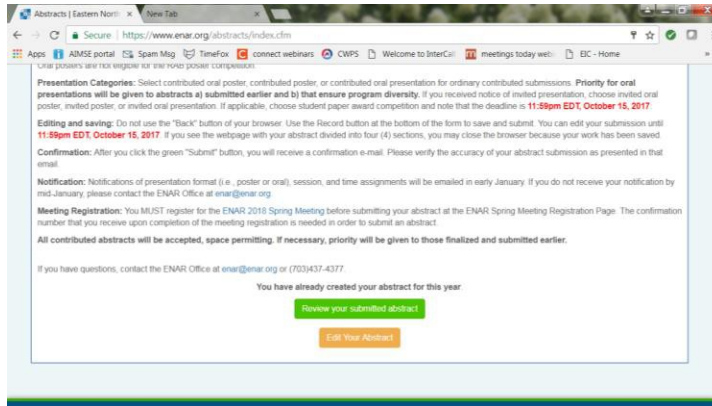 Abstracts | Eastern North
New Tab
Secure | https://www.enar.org/abstracts/index.cfm
Apps AIMSE portal Spam Msg TimeFox connect webinars CWPS Welcome to InterCall meetings today web EIC - Home
Oral posters are not eligible for the RAB poster competition.
Presentation Categories: Select contributed oral poster, contributed poster, or contributed oral presentation for ordinary contributed submissions. Priority for oral
presentations will be given to abstracts a) submitted earlier and b) that ensure program diversity. If you received notice of invited presentation, choose invited oral
poster, invited poster, or invited oral presentation. If applicable, choose student paper award competition and note that the deadline is 11:59pm EDT, October 15, 2017.
Editing and saving: Do not use the "Back" button of your browser. Use the Record button at the bottom of the form to save and submit. You can edit your submission until
11:59pm EDT, October 15, 2017. If you see the webpage with your abstract divided into four (4) sections, you may close the browser because your work has been saved.
Confirmation: After you click the green "Submit" button, you will receive a confirmation e-mail. Please verify the accuracy of your abstract submission as presented in that
email.
Notification: Notifications of presentation format (i.e., poster or oral), session, and time assignments will be emailed in early January. If you do not receive your notification by
mid-January, please contact the ENAR Office at enar@enar.org.
Meeting Registration: You MUST register for the ENAR 2018 Spring Meeting before submitting your abstract at the ENAR Spring Meeting Registration Page. The confirmation
number that you receive upon completion of the meeting registration is needed in order to submit an abstract.
All contributed abstracts will be accepted, space permitting. If necessary, priority will be given to those finalized and submitted earlier.
If you have questions, contact the ENAR Office at enar@enar.org or (703)437-4377.
You have already created your abstract for this year.
Review your submitted abstract
Edit Your Abstract